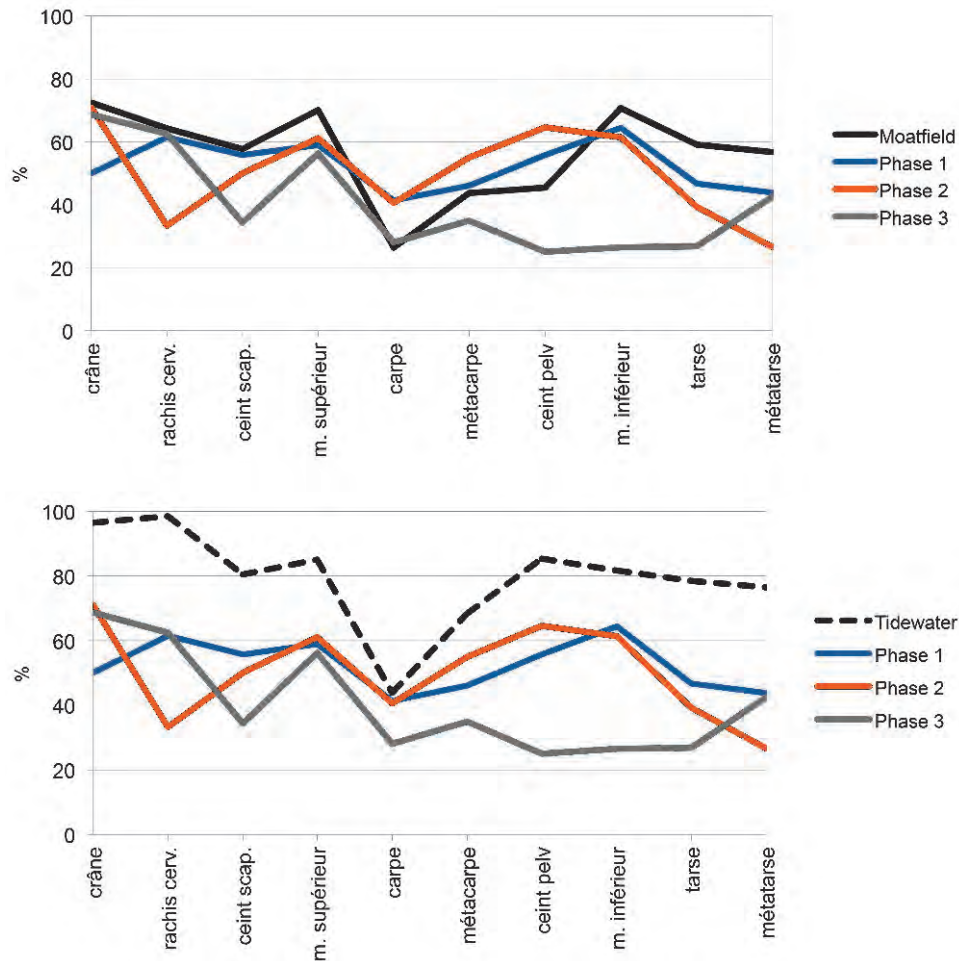 100
80
60
40
20
0
%
crâne
rachis cerv.
ceint scap.
m. supérieur
carpe
métacarpe
ceint pelv
m. inférieur
tarse
métatarse
Moatfield
Phase 1
Phase 2
Phase 3
100
80
60
40
20
0
%
crâne
rachis cerv.
ceint scap.
m. supérieur
carpe
métacarpe
ceint pelv
m. inférieur
tarse
métatarse
Tidewater
Phase 1
Phase 2
Phase 3